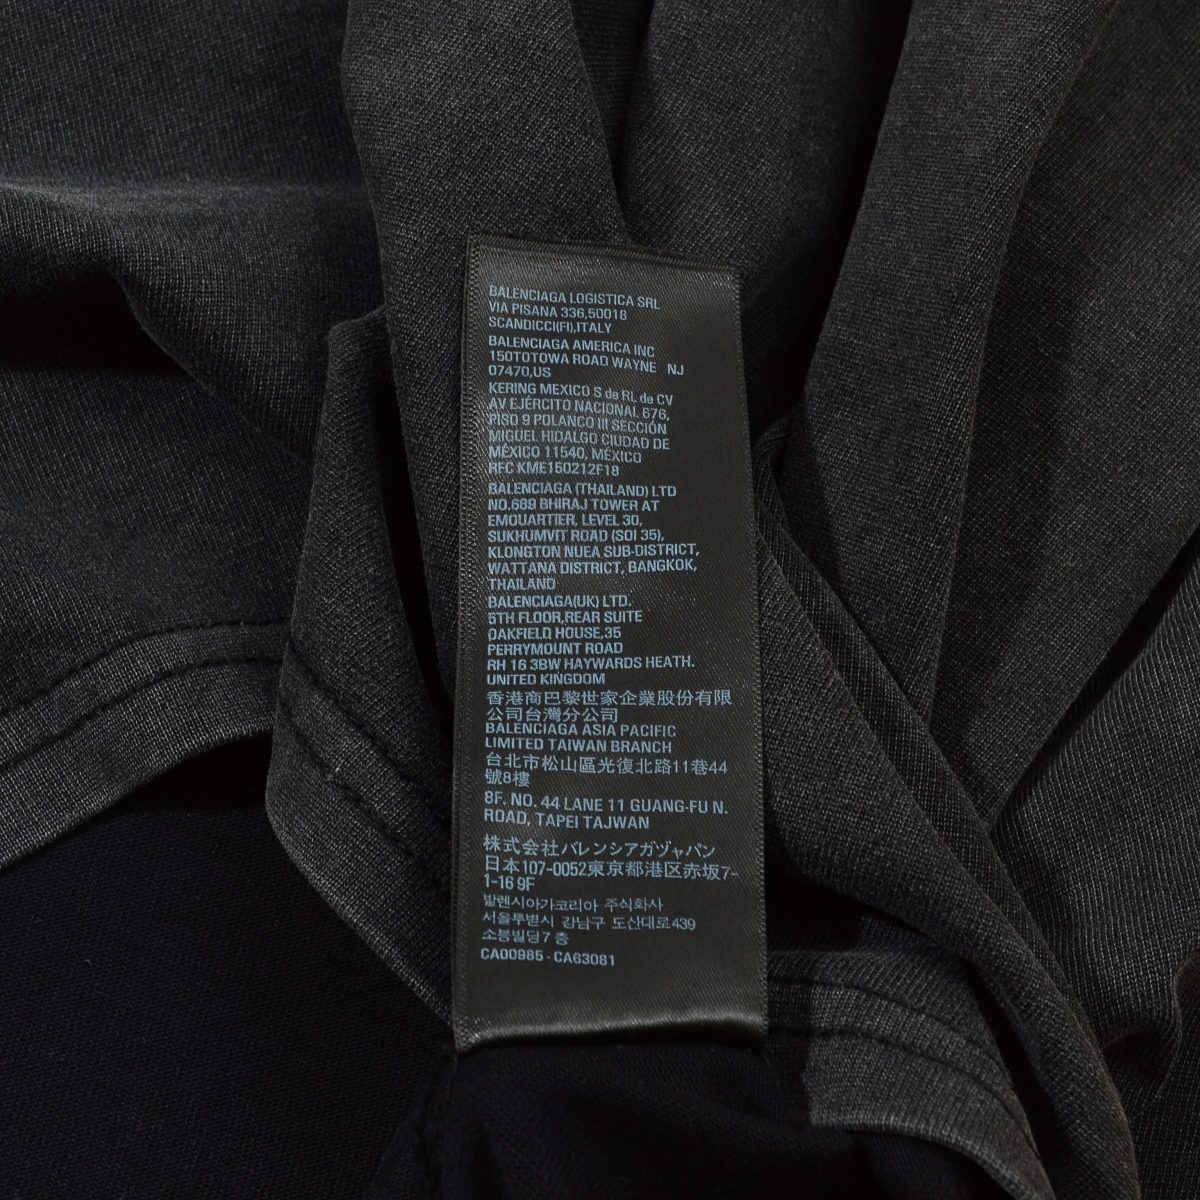 BALENCIAGA LOGISTICA SRL
VIA PISANA 336,50018
SCANDICCI(FI),ITALY
BALENCIAGA AMERICA INC
150TOTOWA ROAD WAYNE NJ
07470,US
KERING MEXICO S de RL de CV
AV EJÉRCITO NACIONAL 676,
PISO 9 POLANCO III SECCIÓN
MIGUEL HIDALGO CIUDAD DE
MÉXICO 11540, MÉXICO
RFC KME150212F18
BALENCIAGA (THAILAND) LTD
NO.689 BHIRAJ TOWER AT
EMQUARTIER, LEVEL 30,
SUKHUMVIT ROAD (SOI 35),
KLONGTON NUEA SUB-DISTRICT,
WATTANA DISTRICT, BANGKOK,
THAILAND
BALENCIAGA(UK) LTD.
5TH FLOOR,REAR SUITE
OAKFIELD HOUSE,35
PERRYMOUNT ROAD
RH 16 3BW HAYWARDS HEATH.
UNITED KINGDOM
香港商巴黎世家企業股份有限
公司台灣分公司
BALENCIAGA ASIA PACIFIC
LIMITED TAIWAN BRANCH
台北市松山區光復北路11巷44
號8樓
8F. NO. 44 LANE 11 GUANG-FU N.
ROAD, TAPEI TAJWAN
株式会社バレンシアガヅャパン
日本107-0052東京都港区赤坂7-
1-16 9F
발렌시아가코리아 주식화사
서울특볃시 강남구 도산대로439
소봉빌딩7 층
CA00985 - CA63081